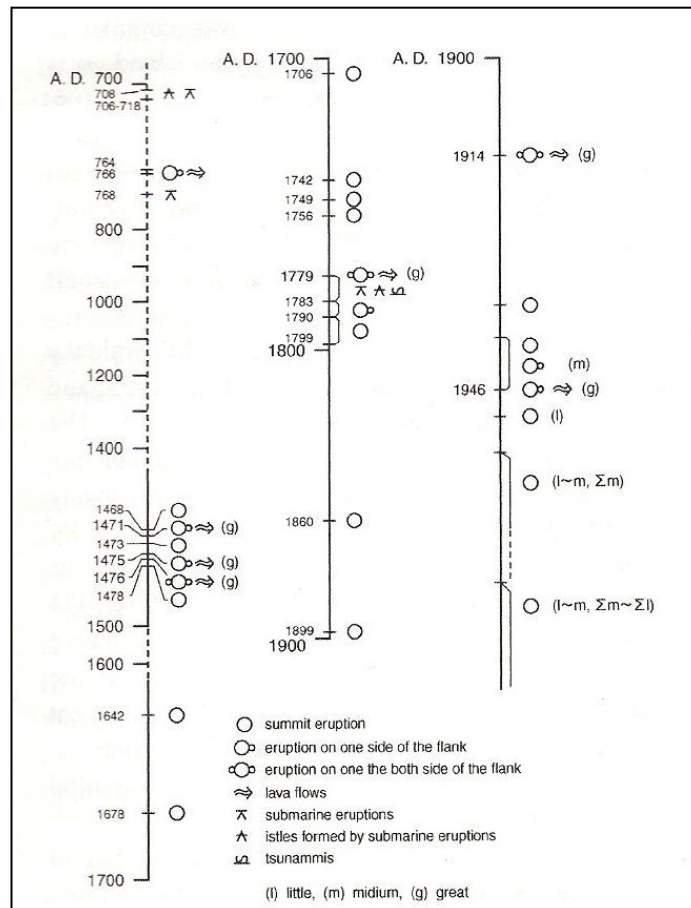 A. D. 700
708
706-718
764
766
768
800
1000
1200
1400
1468
1471 (g)
1473
1475 (g)
1476 (g)
1478
1500
1600
1642
1678
1700
A. D. 1700
1706
1742
1749
1756
1779 (g)
1783
1790
1799
1800
1860
1899
1900
A. D. 1900
1914 (g)
(m)
1946 (g)
(l)
(l~m, Σm)
(l~m, Σm~Σl)
summit eruption
eruption on one side of the flank
eruption on one the both side of the flank
lava flows
submarine eruptions
istles formed by submarine eruptions
tsunammis
(l) little, (m) midium, (g) great